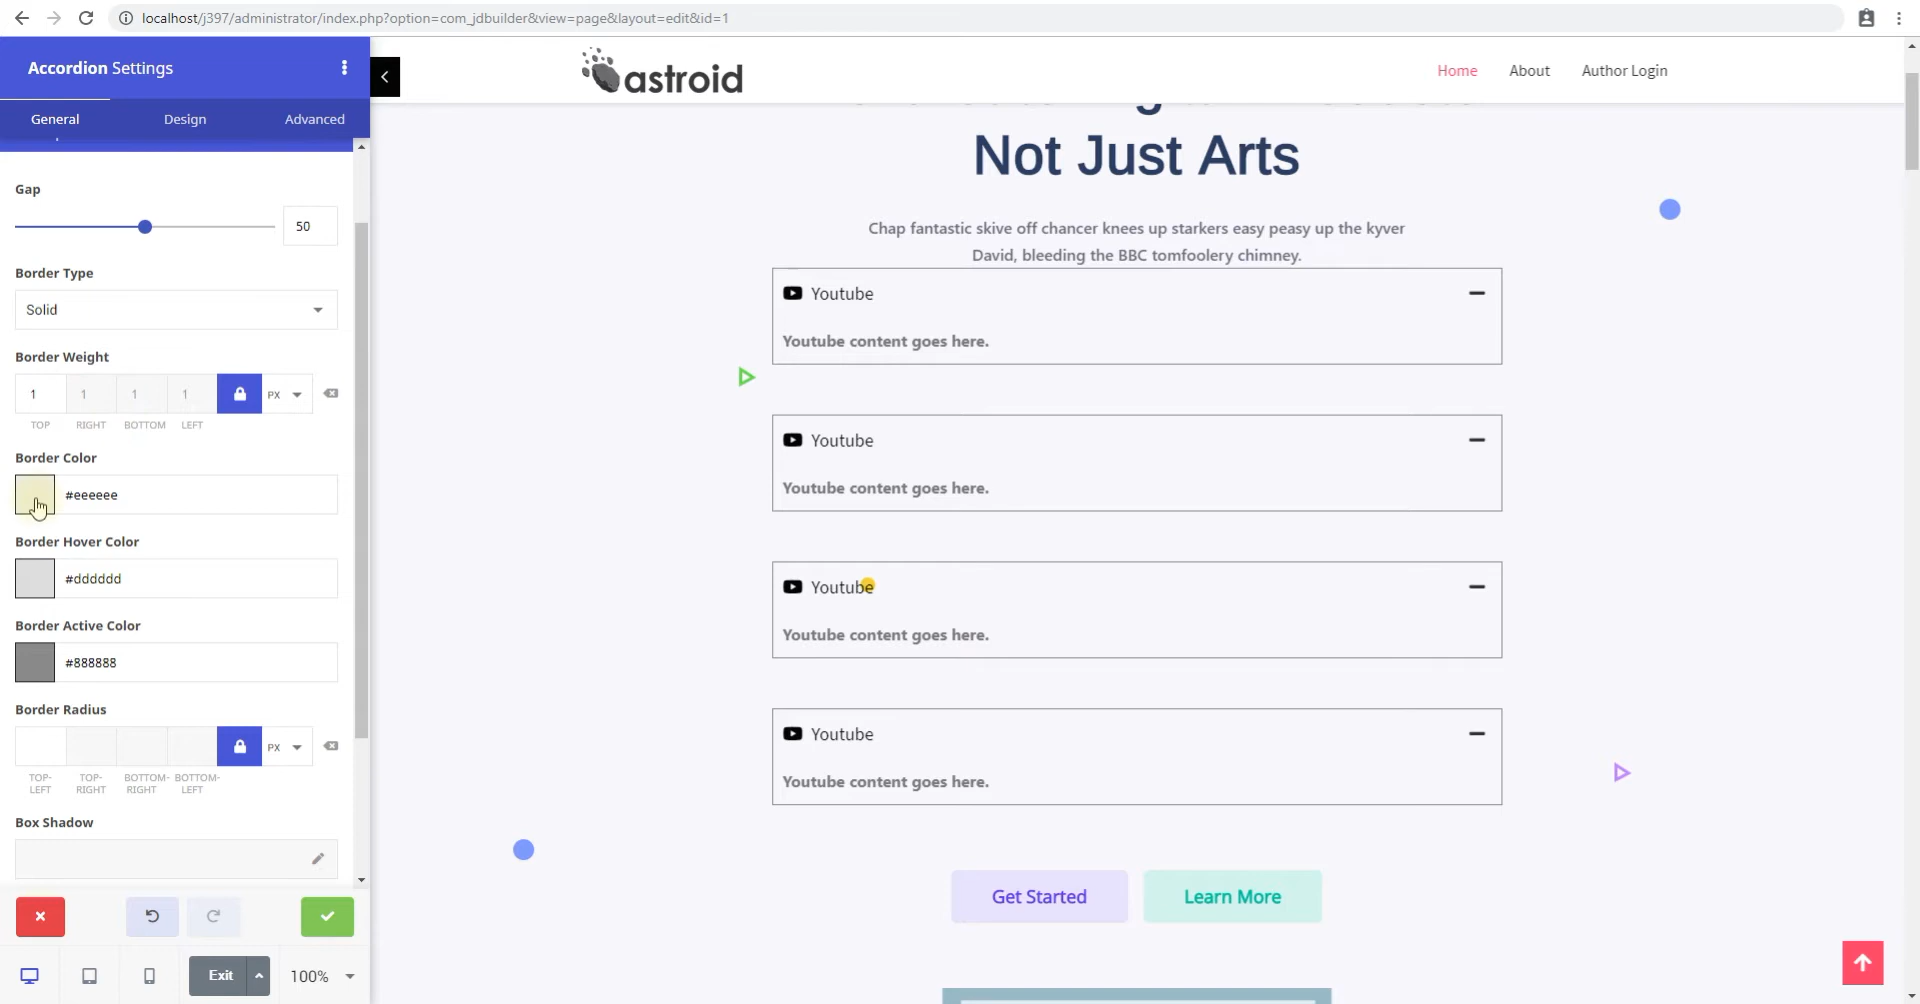 localhost/j397/administrator/index.php?option=com_jdbuilder&view=page&layout=edit&id=1
Accordion Settings
General Design Advanced
Gap
50
Border Type
Solid
Border Weight
1 1 1 1 PX
TOP RIGHT BOTTOM LEFT
Border Color
#eeeeee
Border Hover Color
#dddddd
Border Active Color
#888888
Border Radius
PX
TOP-LEFT TOP-RIGHT BOTTOM-RIGHT BOTTOM-LEFT
Box Shadow
Exit 100%
astroid
Home About Author Login
Not Just Arts
Chap fantastic skive off chancer knees up starkers easy peasy up the kyver
David, bleeding the BBC tomfoolery chimney.
Youtube
Youtube content goes here.
Youtube
Youtube content goes here.
Youtube
Youtube content goes here.
Youtube
Youtube content goes here.
Get Started Learn More